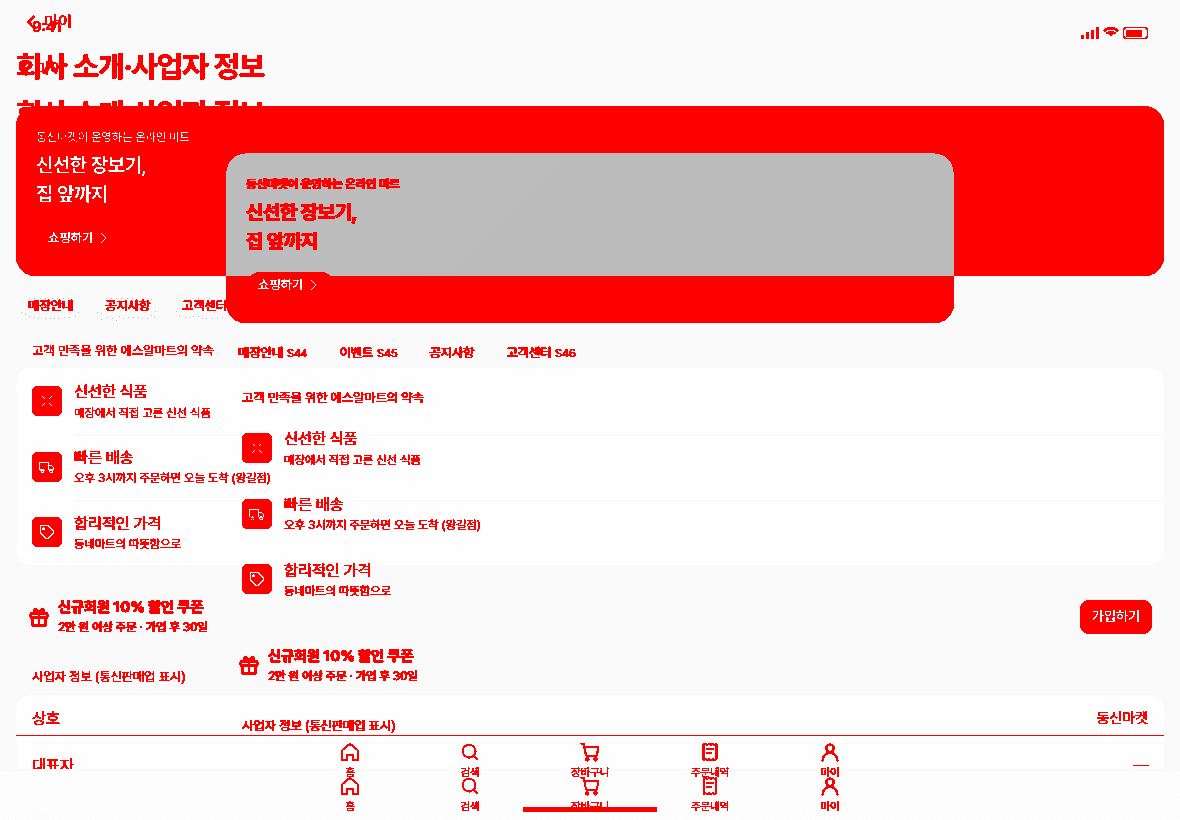 마이
9:41
회사 소개·사업자 정보
통신마켓이 운영하는 온라인 마트
신선한 장보기,
집 앞까지
쇼핑하기
통신마켓이 운영하는 온라인 마트
신선한 장보기,
집 앞까지
쇼핑하기
매장안내 공지사항 고객센터
고객 만족을 위한 에스알마트의 약속
매장안내 S44 이벤트 S45 공지사항 고객센터 S46
고객 만족을 위한 에스알마트의 약속
신선한 식품
매장에서 직접 고른 신선 식품
빠른 배송
오후 3시까지 주문하면 오늘 도착 (왕길점)
합리적인 가격
동네마트의 따뜻함으로
신선한 식품
매장에서 직접 고른 신선 식품
빠른 배송
오후 3시까지 주문하면 오늘 도착 (왕길점)
합리적인 가격
동네마트의 따뜻함으로
신규회원 10% 할인 쿠폰
2만 원 이상 주문 · 가입 후 30일
가입하기
신규회원 10% 할인 쿠폰
2만 원 이상 주문 · 가입 후 30일
사업자 정보 (통신판매업 표시)
사업자 정보 (통신판매업 표시)
상호 동신마켓
대표자 —
홈 검색 장바구니 주문내역 마이
홈 검색 장바구니 주문내역 마이